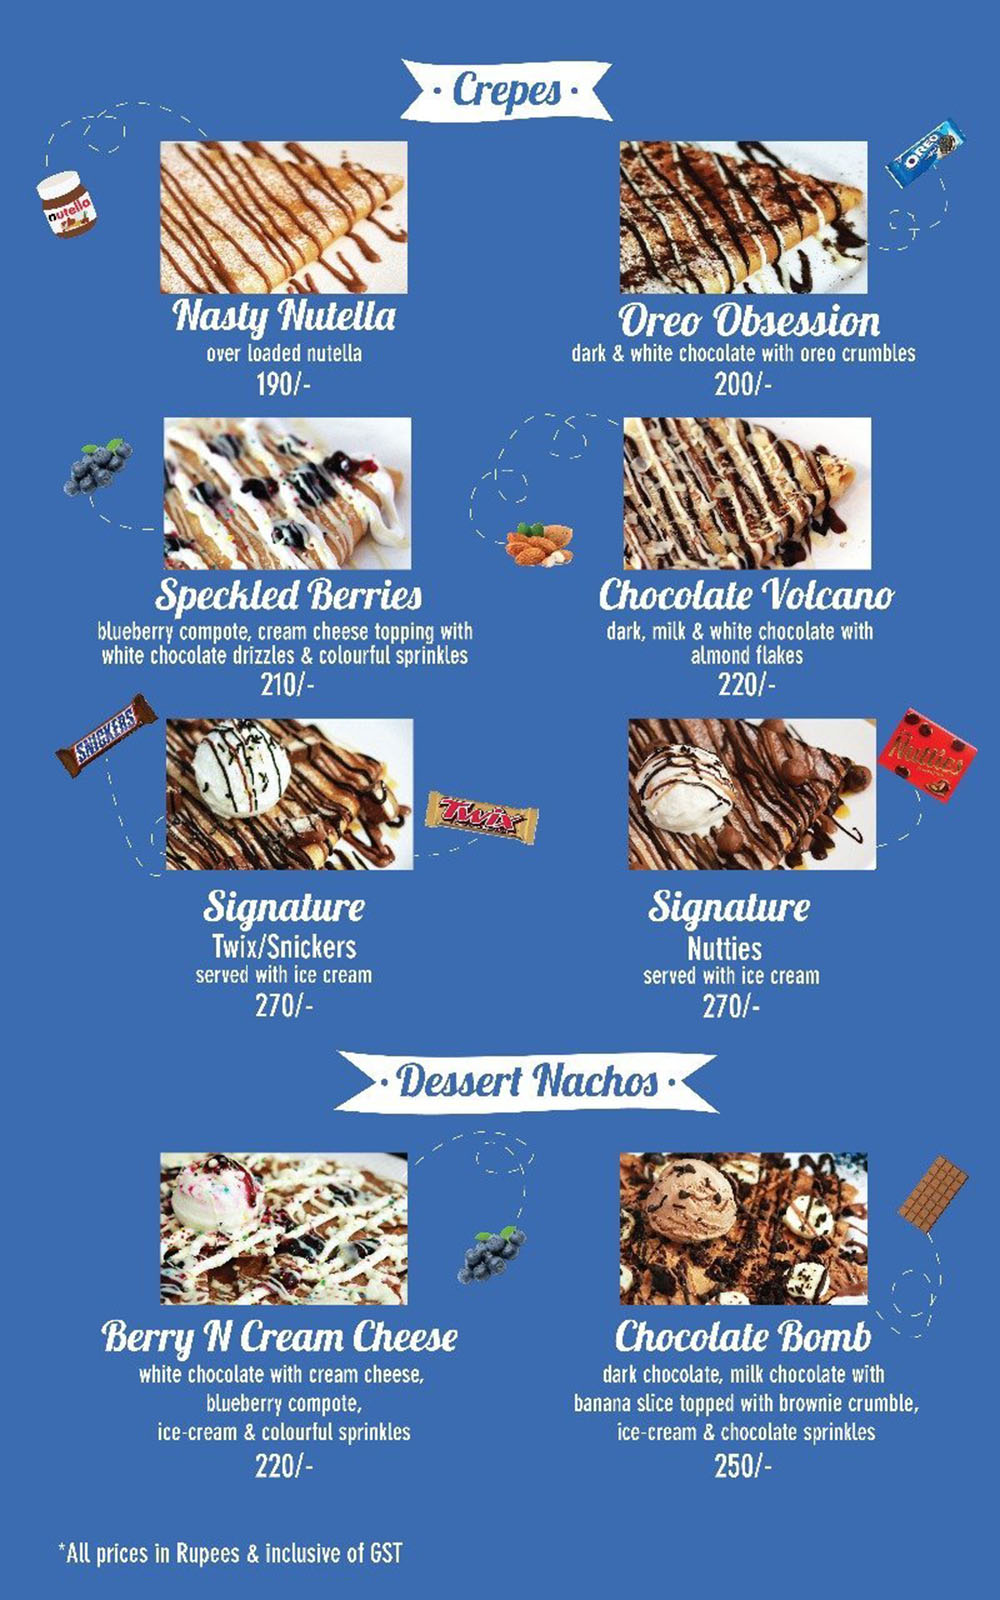 · Crepes ·
nutella
OREO
Nasty Nutella
over loaded nutella
190/-
Oreo Obsession
dark & white chocolate with oreo crumbles
200/-
Speckled Berries
blueberry compote, cream cheese topping with
white chocolate drizzles & colourful sprinkles
210/-
Chocolate Volcano
dark, milk & white chocolate with
almond flakes
220/-
SNICKERS
Twix
Nutties
Signature
Twix/Snickers
served with ice cream
270/-
Signature
Nutties
served with ice cream
270/-
· Dessert Nachos ·
Berry N Cream Cheese
white chocolate with cream cheese,
blueberry compote,
ice-cream & colourful sprinkles
220/-
Chocolate Bomb
dark chocolate, milk chocolate with
banana slice topped with brownie crumble,
ice-cream & chocolate sprinkles
250/-
*All prices in Rupees & inclusive of GST